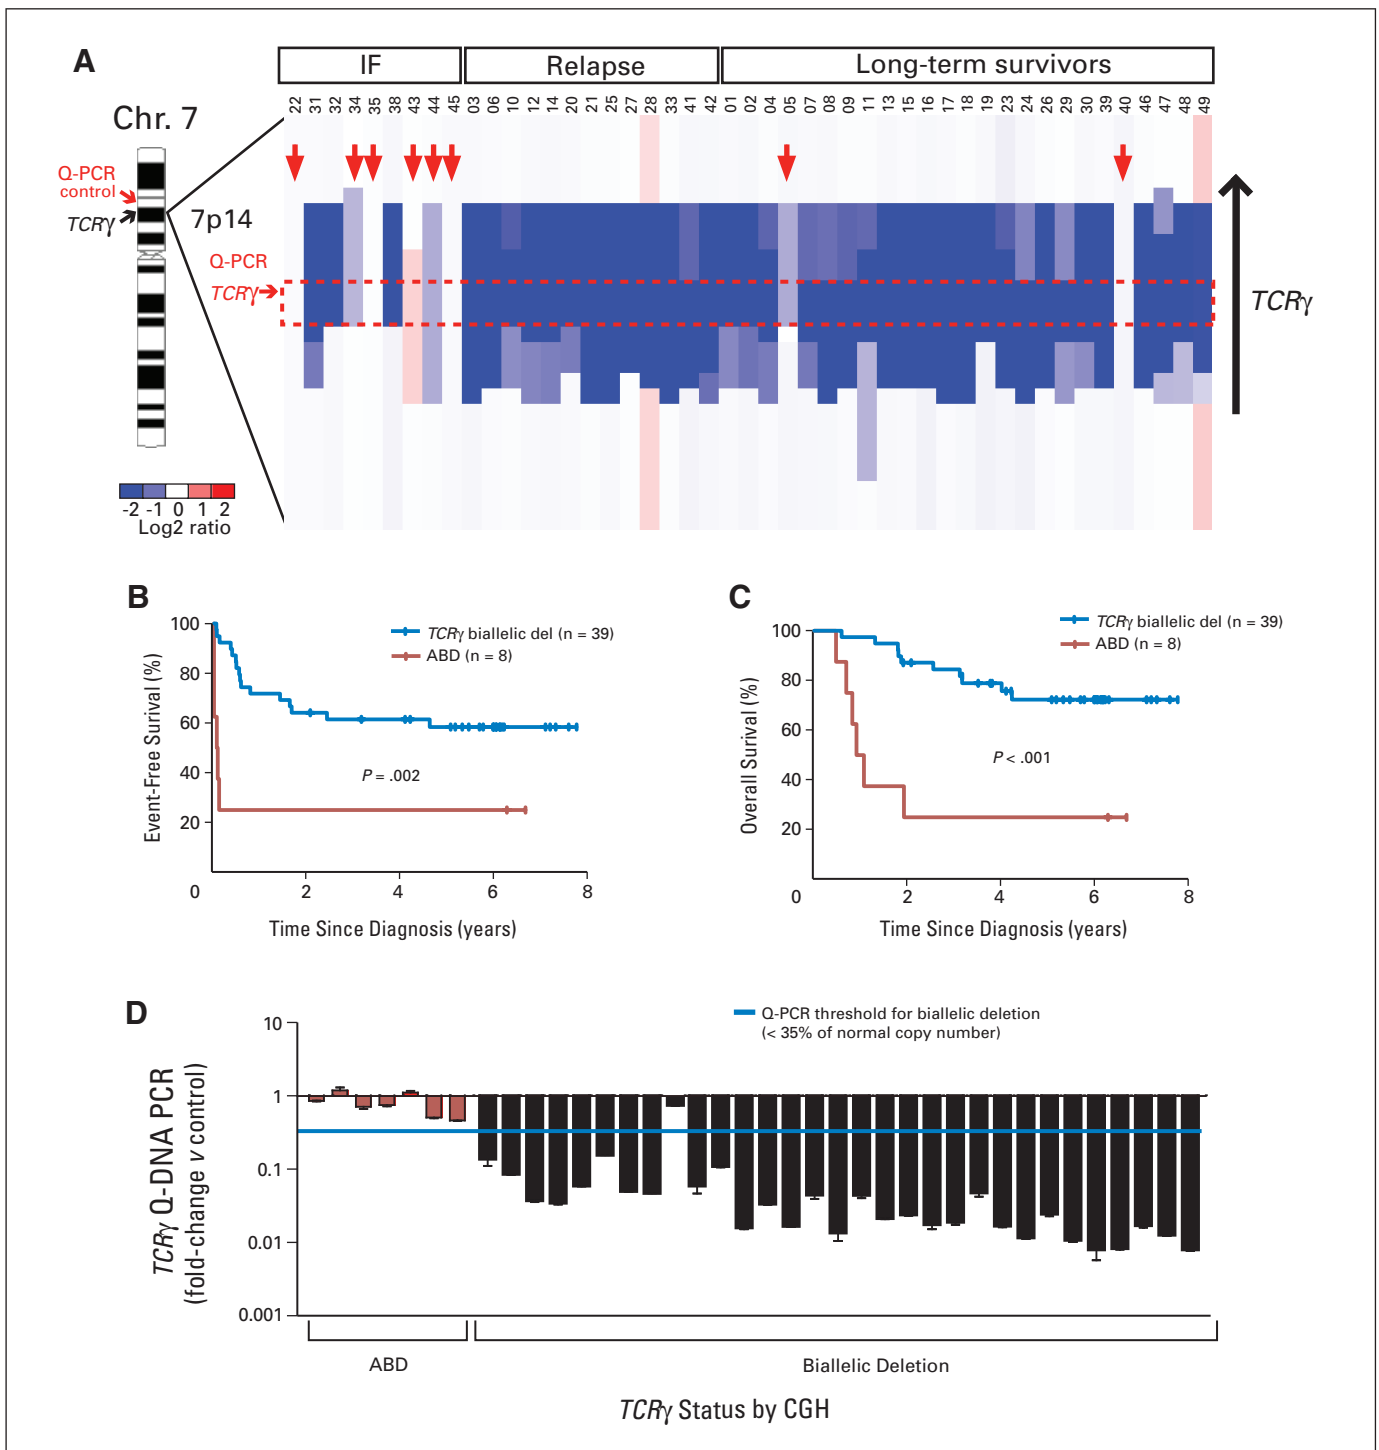 A
IF
Relapse
Long-term survivors
22 31 32 34 35 38 43 44 45 03 06 10 12 14 20 21 25 27 28 33 41 42 01 02 04 05 07 08 09 11 13 15 16 17 18 19 23 24 26 29 30 39 40 46 47 48 49
Chr. 7
Q-PCR
control
TCRγ
7p14
Q-PCR
TCRγ
TCRγ
-2 -1 0 1 2
Log2 ratio
B
Event-Free Survival (%)
100
80
60
40
20
0 2 4 6 8
TCRγ biallelic del (n = 39)
ABD (n = 8)
P = .002
Time Since Diagnosis (years)
C
Overall Surival (%)
100
80
60
40
20
0 2 4 6 8
TCRγ biallelic del (n = 39)
ABD (n = 8)
P < .001
Time Since Diagnosis (years)
D
TCRγ Q-DNA PCR
(fold-change v control)
10
1
0.1
0.01
0.001
Q-PCR threshold for biallelic deletion
(< 35% of normal copy number)
ABD
Biallelic Deletion
TCRγ Status by CGH